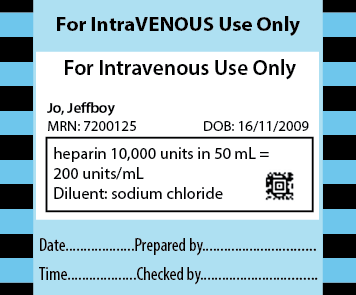 For IntraVENOUS Use Only
For Intravenous Use Only
Jo, Jeffboy
MRN: 7200125 DOB: 16/11/2009
heparin 10,000 units in 50 mL =
200 units/mL
Diluent: sodium chloride
Date..................Prepared by..............................
Time..................Checked by...............................